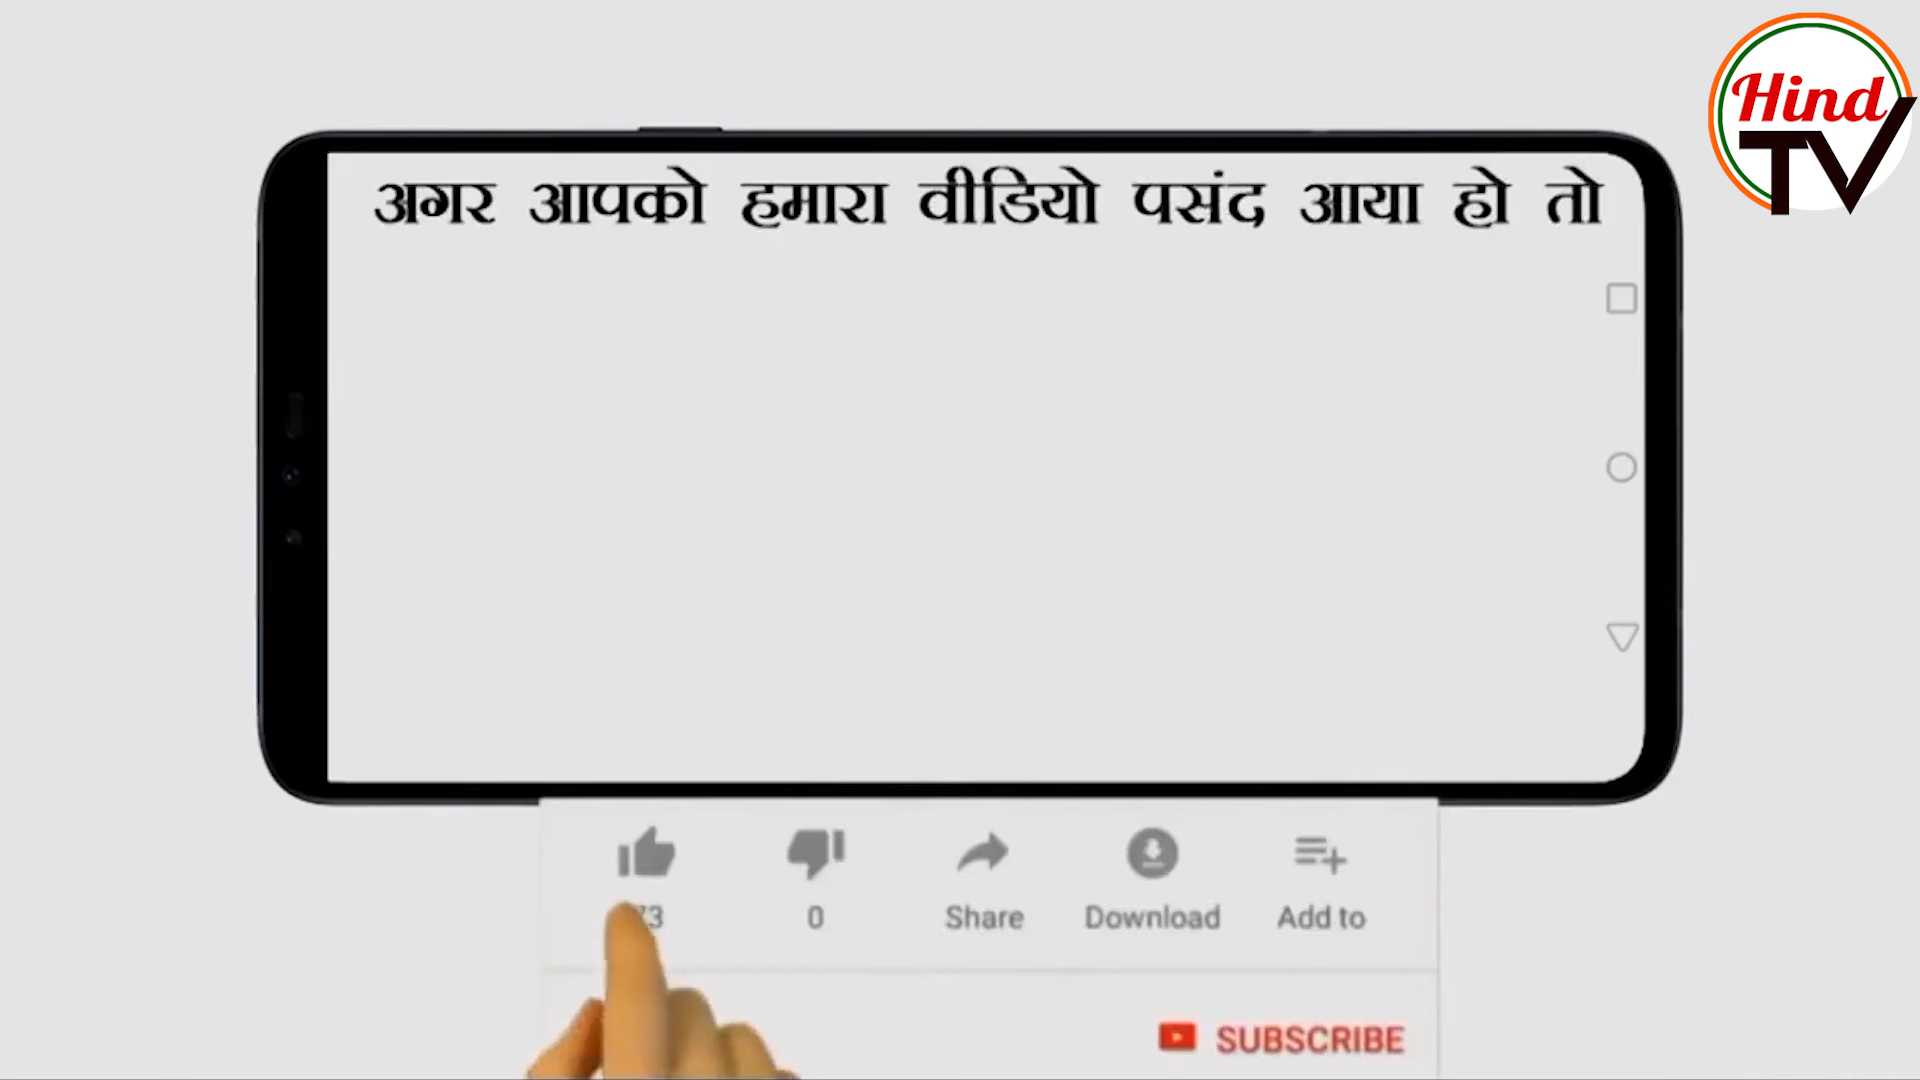 Hind
TV
अगर आपको हमारा वीडियो पसंद आया हो तो
0 Share Download Add to
SUBSCRIBE